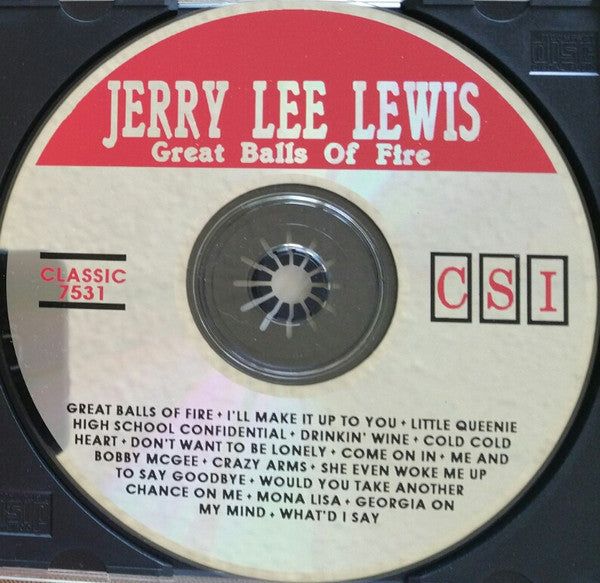 JERRY LEE LEWIS
Great Balls Of Fire
CLASSIC
7531
CSI
GREAT BALLS OF FIRE • I'LL MAKE IT UP TO YOU • LITTLE QUEENIE
HIGH SCHOOL CONFIDENTIAL • DRINKIN' WINE • COLD COLD
HEART • DON'T WANT TO BE LONELY • COME ON IN • ME AND
BOBBY MCGEE • CRAZY ARMS • SHE EVEN WOKE ME UP
TO SAY GOODBYE • WOULD YOU TAKE ANOTHER
CHANCE ON ME • MONA LISA • GEORGIA ON
MY MIND • WHAT'D I SAY